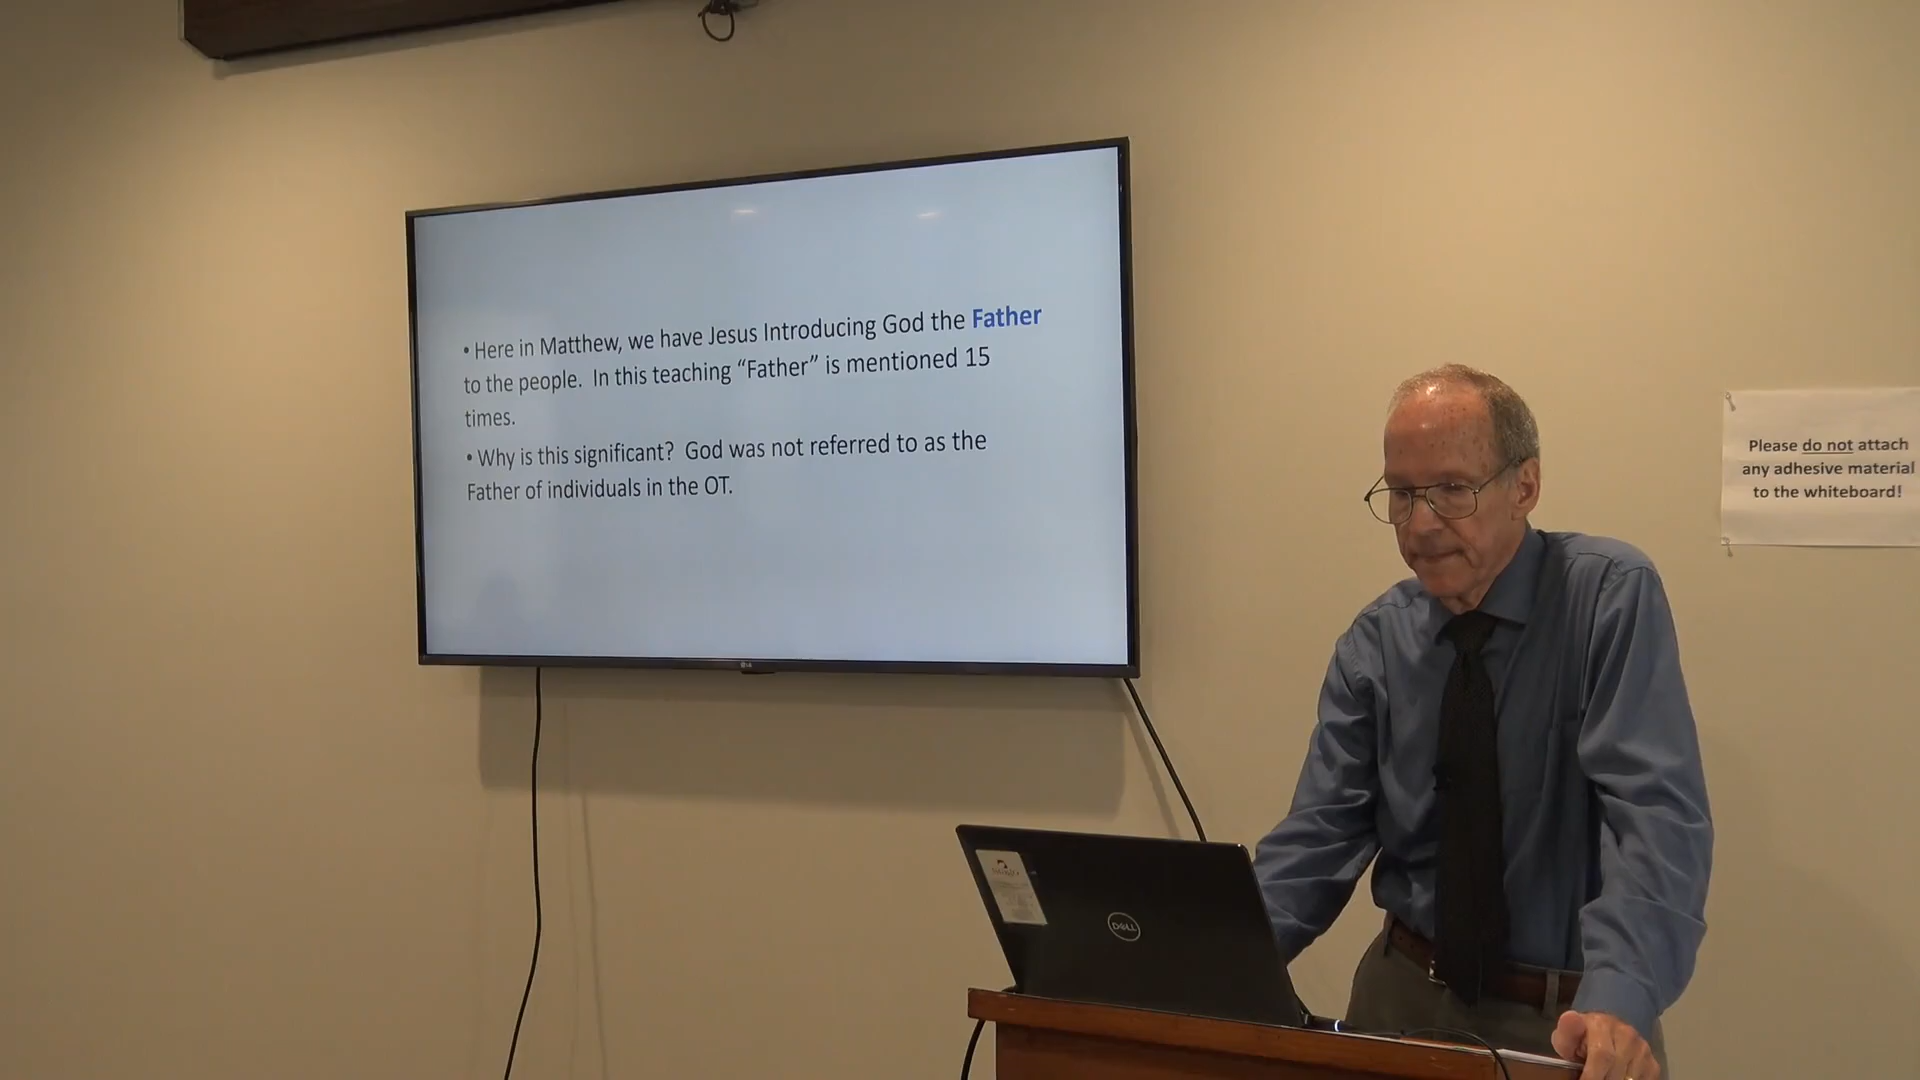 • Here in Matthew, we have Jesus Introducing God the Father
to the people.  In this teaching “Father” is mentioned 15
times.
• Why is this significant?  God was not referred to as the
Father of individuals in the OT.
LG
Please do not attach
any adhesive material
to the whiteboard!
DELL